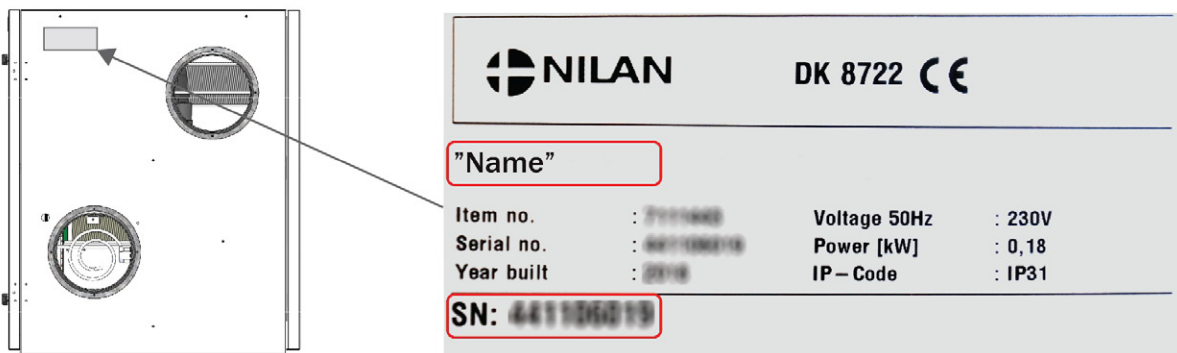 NILAN DK 8722 CE
”Name”
Item no. :
Voltage 50Hz : 230V
Serial no. :
Power [kW] : 0,18
Year built :
IP-Code : IP31
SN: